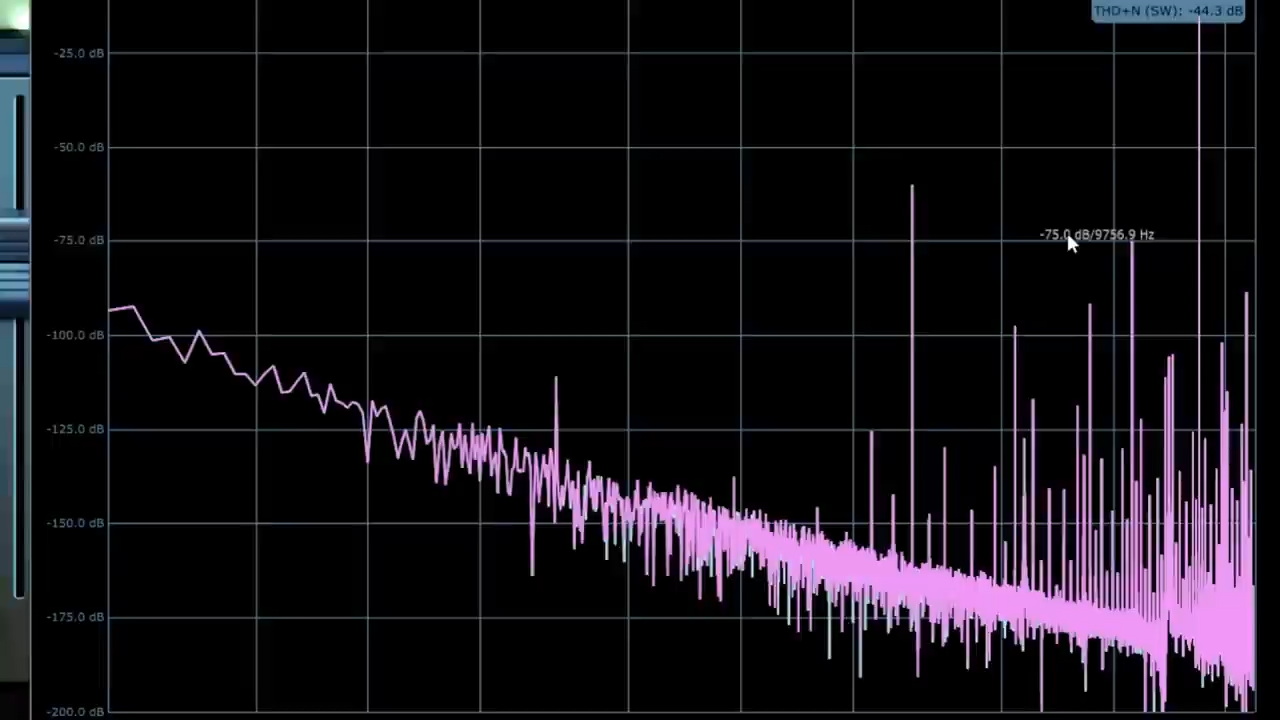 THD+N (SW): -44.3 dB
-25.0 dB
-50.0 dB
-75.0 dB/9756.9 Hz
-75.0 dB
-100.0 dB
-125.0 dB
-150.0 dB
-175.0 dB
-200.0 dB